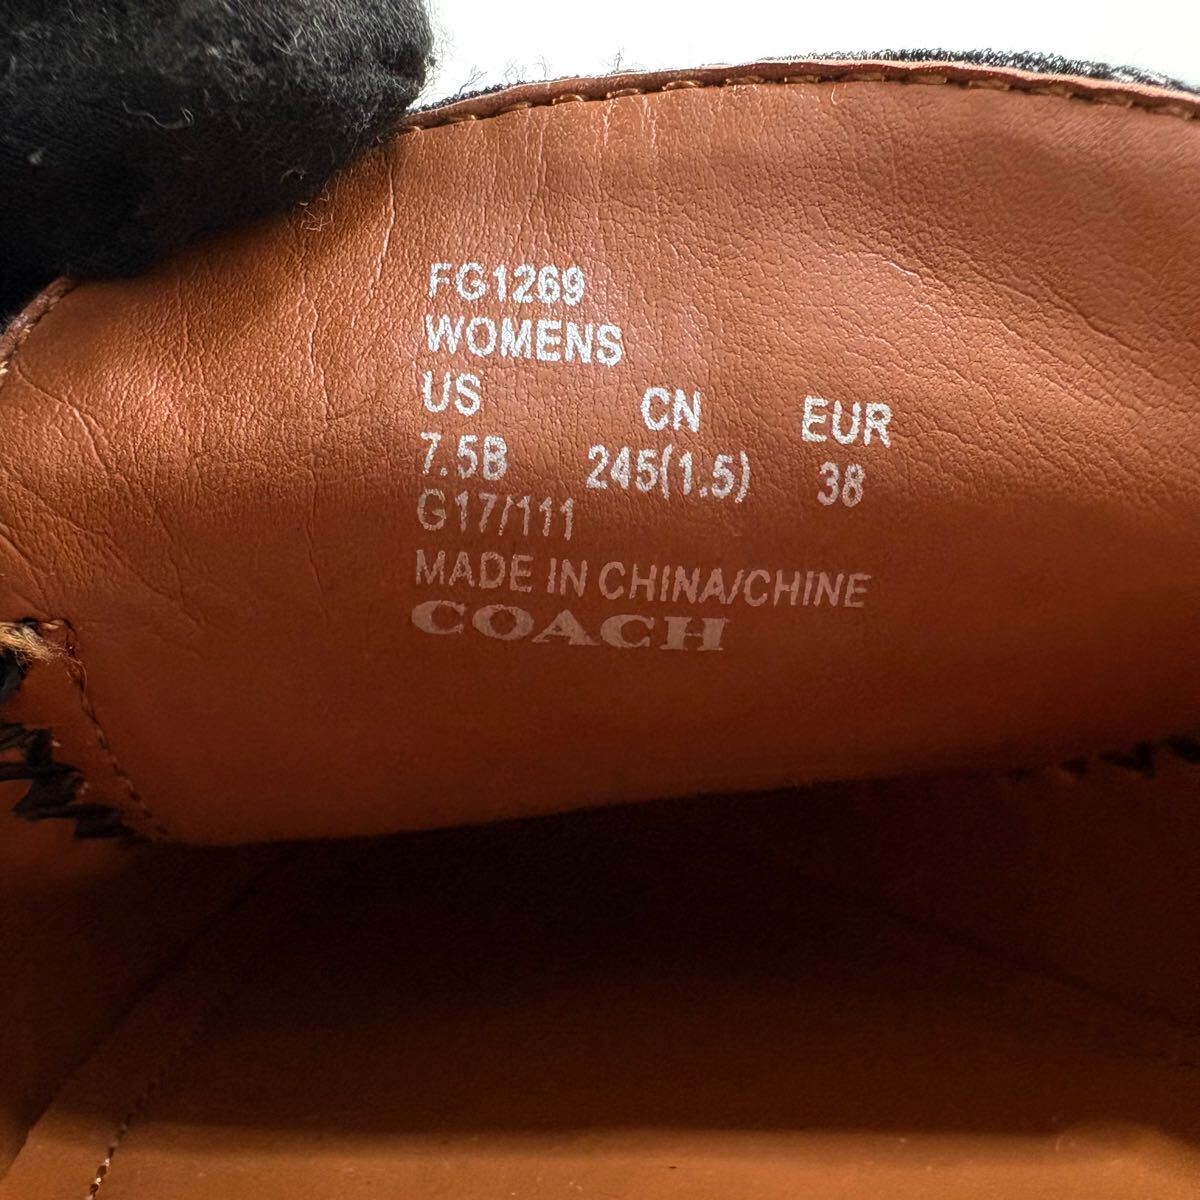 FG1269
WOMENS
US CN EUR
7.5B 245(1.5) 38
G17/111
MADE IN CHINA/CHINE
COACH